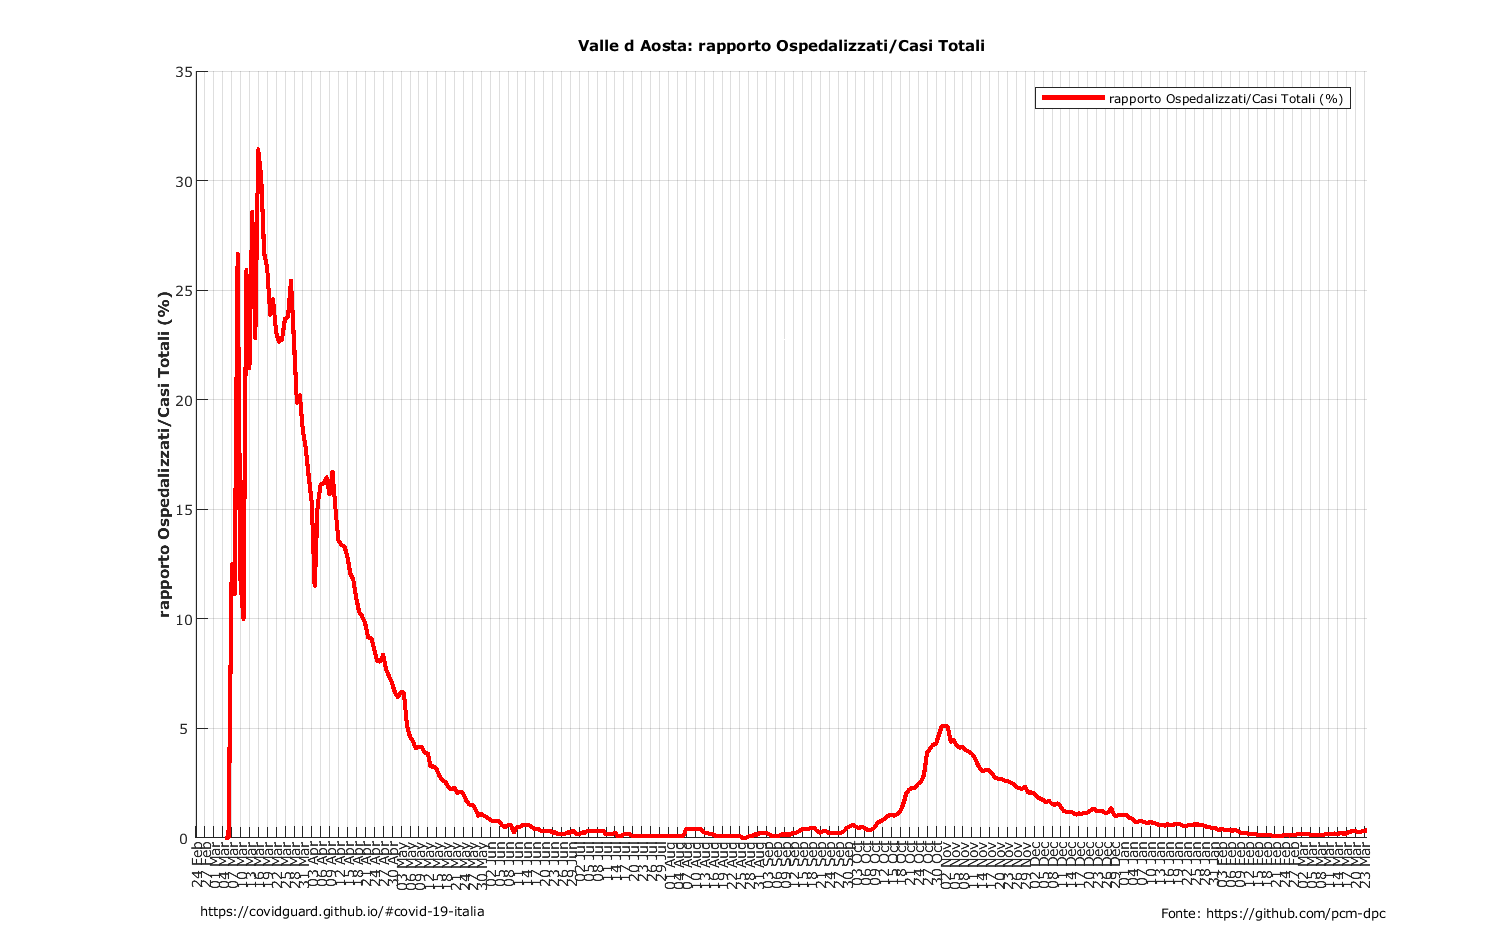 Valle d Aosta: rapporto Ospedalizzati/Casi Totali
rapporto Ospedalizzati/Casi Totali (%)
rapporto Ospedalizzati/Casi Totali (%)
35
30
25
20
15
10
5
0
24 Feb
27 Feb
01 Mar
04 Mar
07 Mar
10 Mar
13 Mar
16 Mar
19 Mar
22 Mar
25 Mar
28 Mar
31 Mar
03 Apr
06 Apr
09 Apr
12 Apr
15 Apr
18 Apr
21 Apr
24 Apr
27 Apr
30 Apr
03 May
06 May
09 May
12 May
15 May
18 May
21 May
24 May
27 May
30 May
02 Jun
05 Jun
08 Jun
11 Jun
14 Jun
17 Jun
20 Jun
23 Jun
26 Jun
29 Jun
02 Jul
05 Jul
08 Jul
11 Jul
14 Jul
17 Jul
20 Jul
23 Jul
26 Jul
29 Jul
01 Aug
04 Aug
07 Aug
10 Aug
13 Aug
16 Aug
19 Aug
22 Aug
25 Aug
28 Aug
31 Aug
03 Sep
06 Sep
09 Sep
12 Sep
15 Sep
18 Sep
21 Sep
24 Sep
27 Sep
30 Sep
03 Oct
06 Oct
09 Oct
12 Oct
15 Oct
18 Oct
21 Oct
24 Oct
27 Oct
30 Oct
02 Nov
05 Nov
08 Nov
11 Nov
14 Nov
17 Nov
20 Nov
23 Nov
26 Nov
29 Nov
02 Dec
05 Dec
08 Dec
11 Dec
14 Dec
17 Dec
20 Dec
23 Dec
26 Dec
29 Dec
01 Jan
04 Jan
07 Jan
10 Jan
13 Jan
16 Jan
19 Jan
22 Jan
25 Jan
28 Jan
31 Jan
03 Feb
06 Feb
09 Feb
12 Feb
15 Feb
18 Feb
21 Feb
24 Feb
27 Feb
02 Mar
05 Mar
08 Mar
11 Mar
14 Mar
17 Mar
20 Mar
23 Mar
https://covidguard.github.io/#covid-19-italia
Fonte: https://github.com/pcm-dpc